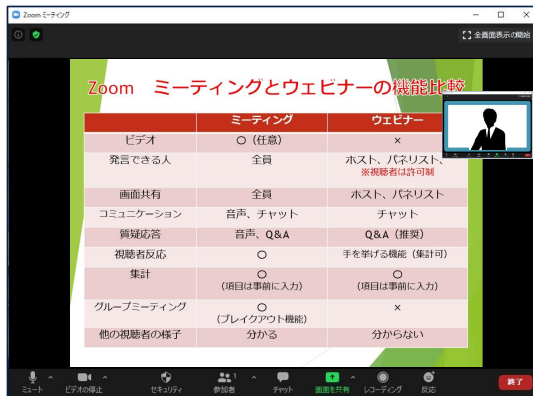 Zoom ミーティング
全画面表示の開始
Zoom ミーティングとウェビナーの機能比較
ミーティング ウェビナー
ビデオ 〇（任意） ×
発言できる人 全員 ホスト、パネリスト、
※視聴者は許可制
画面共有 全員 ホスト、パネリスト
コミュニケーション 音声、チャット チャット
質疑応答 音声、Q&A Q&A（推奨）
視聴者反応 〇 手を挙げる機能（集計可）
集計 〇 〇
（項目は事前に入力） （項目は事前に入力）
グループミーティング 〇 ×
（ブレイクアウト機能）
他の視聴者の様子 分かる 分からない
ミュート ビデオの停止 セキュリティ 参加者 1 チャット 画面を共有 レコーディング 反応 終了